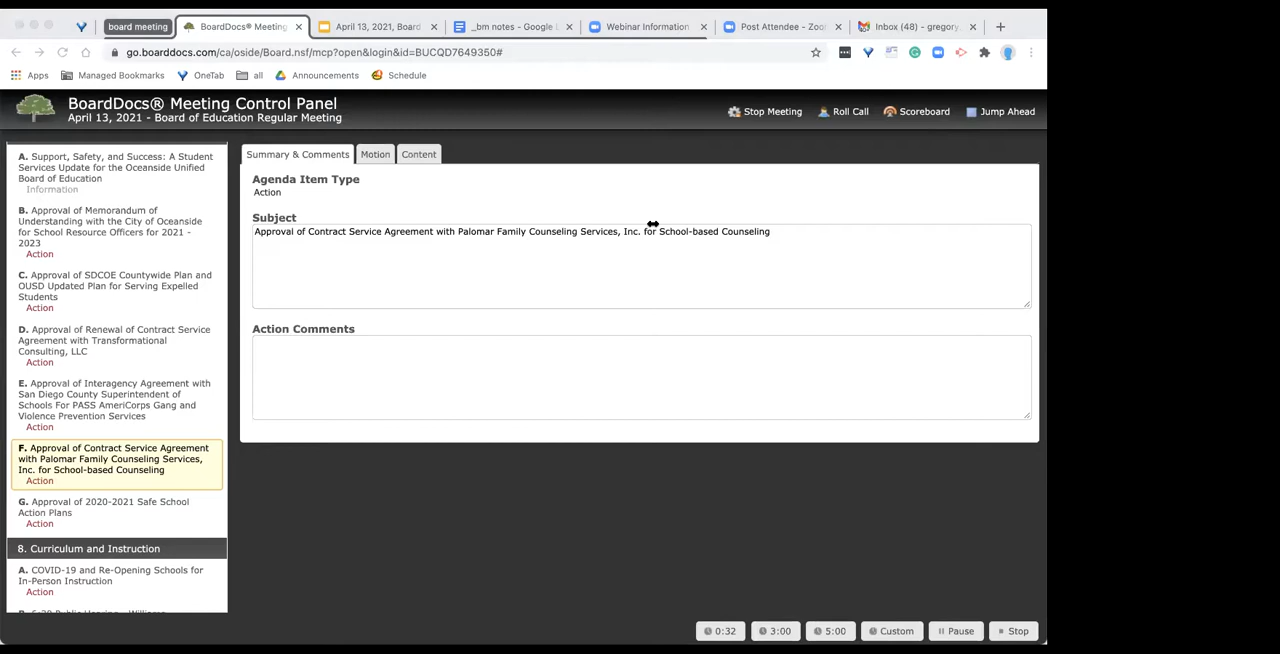 board meeting
BoardDocs® Meeting
April 13, 2021, Board
_bm notes - Google
Webinar Information
Post Attendee - Zoo
Inbox (48) - gregory
go.boarddocs.com/ca/oside/Board.nsf/mcp?open&login&id=BUCQD7649350#
Apps
Managed Bookmarks
OneTab
all
Announcements
Schedule
BoardDocs® Meeting Control Panel
April 13, 2021 - Board of Education Regular Meeting
Stop Meeting
Roll Call
Scoreboard
Jump Ahead
A. Support, Safety, and Success: A Student
Services Update for the Oceanside Unified
Board of Education
Information
B. Approval of Memorandum of
Understanding with the City of Oceanside
for School Resource Officers for 2021 -
2023
Action
C. Approval of SDCOE Countywide Plan and
OUSD Updated Plan for Serving Expelled
Students
Action
D. Approval of Renewal of Contract Service
Agreement with Transformational
Consulting, LLC
Action
E. Approval of Interagency Agreement with
San Diego County Superintendent of
Schools For PASS AmeriCorps Gang and
Violence Prevention Services
Action
F. Approval of Contract Service Agreement
with Palomar Family Counseling Services,
Inc. for School-based Counseling
Action
G. Approval of 2020-2021 Safe School
Action Plans
Action
8. Curriculum and Instruction
A. COVID-19 and Re-Opening Schools for
In-Person Instruction
Action
Summary & Comments
Motion
Content
Agenda Item Type
Action
Subject
Approval of Contract Service Agreement with Palomar Family Counseling Services, Inc. for School-based Counseling
Action Comments
0:32
3:00
5:00
Custom
Pause
Stop